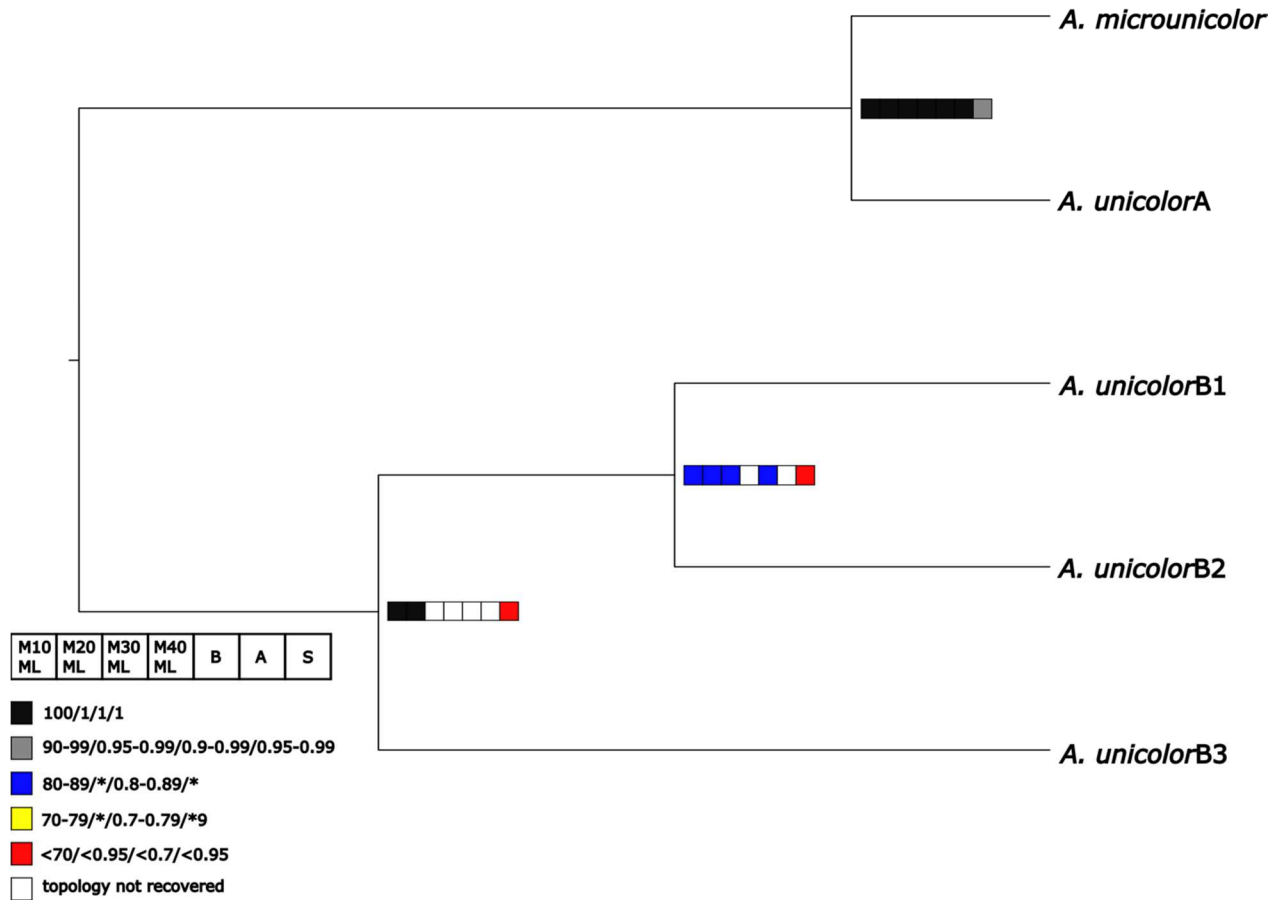 A. microunicolor
A. unicolorA
A. unicolorB1
A. unicolorB2
A. unicolorB3
M10 ML M20 ML M30 ML M40 ML B A S
100/1/1/1
90-99/0.95-0.99/0.9-0.99/0.95-0.99
80-89/*/0.8-0.89/*
70-79/*/0.7-0.79/*9
<70/<0.95/<0.7/<0.95
topology not recovered